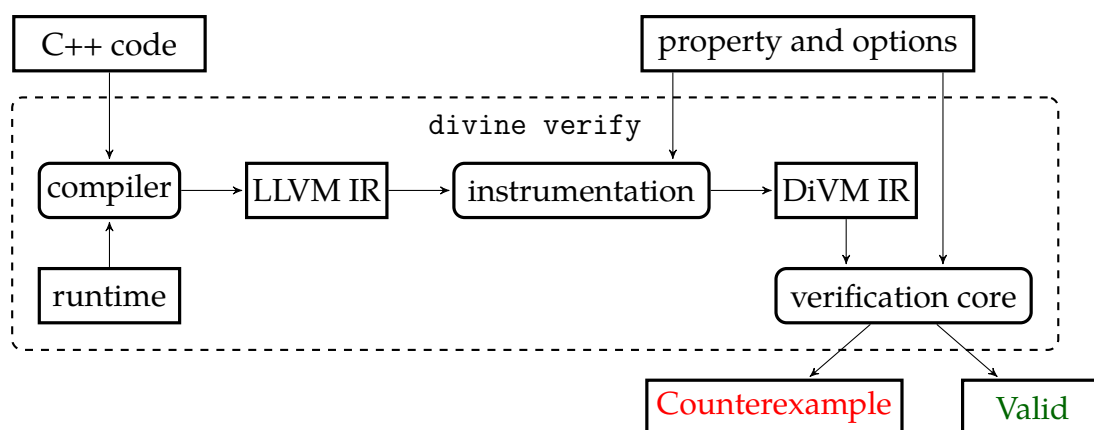 C++ code
property and options
divine verify
compiler
LLVM IR
instrumentation
DiVM IR
runtime
verification core
Counterexample
Valid